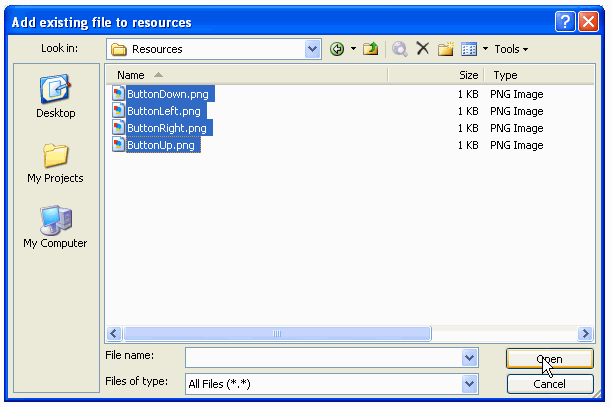 Add existing file to resources
Look in: Resources Tools
Name Size Type
ButtonDown.png 1 KB PNG Image
ButtonLeft.png 1 KB PNG Image
ButtonRight.png 1 KB PNG Image
ButtonUp.png 1 KB PNG Image
Desktop
My Projects
My Computer
File name: Open
Files of type: All Files (*.*) Cancel